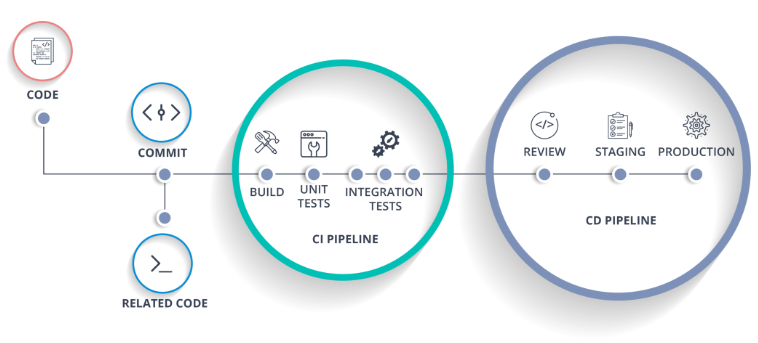 CODE
COMMIT
RELATED CODE
BUILD
UNIT
TESTS
INTEGRATION
TESTS
CI PIPELINE
REVIEW
STAGING
PRODUCTION
CD PIPELINE